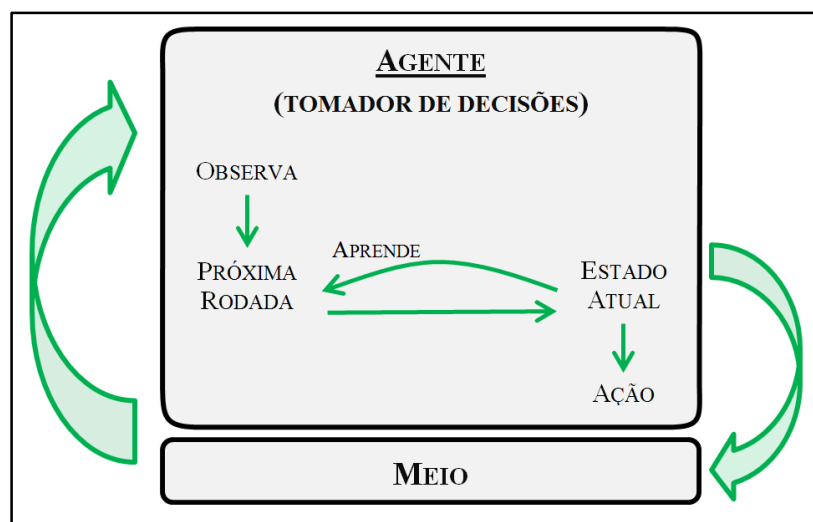 AGENTE
(TOMADOR DE DECISÕES)
OBSERVA
APRENDE
PRÓXIMA
RODADA
ESTADO
ATUAL
AÇÃO
MEIO